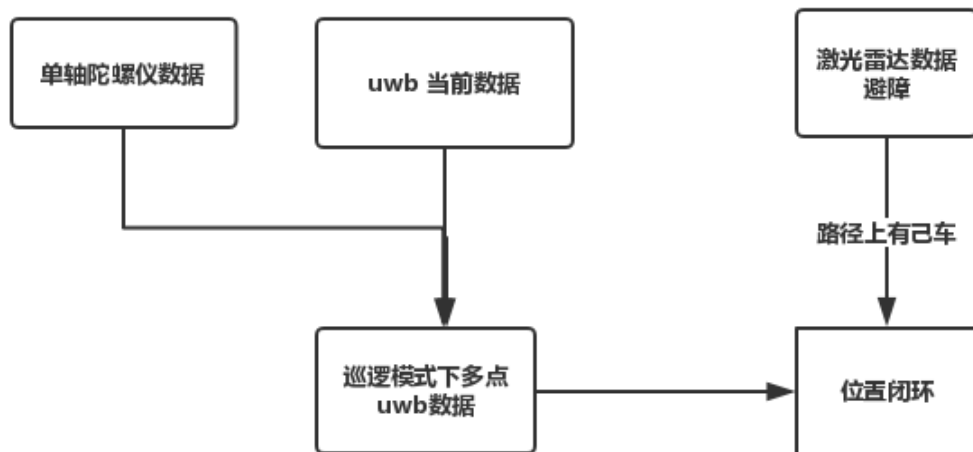 单轴陀螺仪数据
uwb 当前数据
激光雷达数据
避障
路径上有己车
巡逻模式下多点
uwb数据
位置闭环